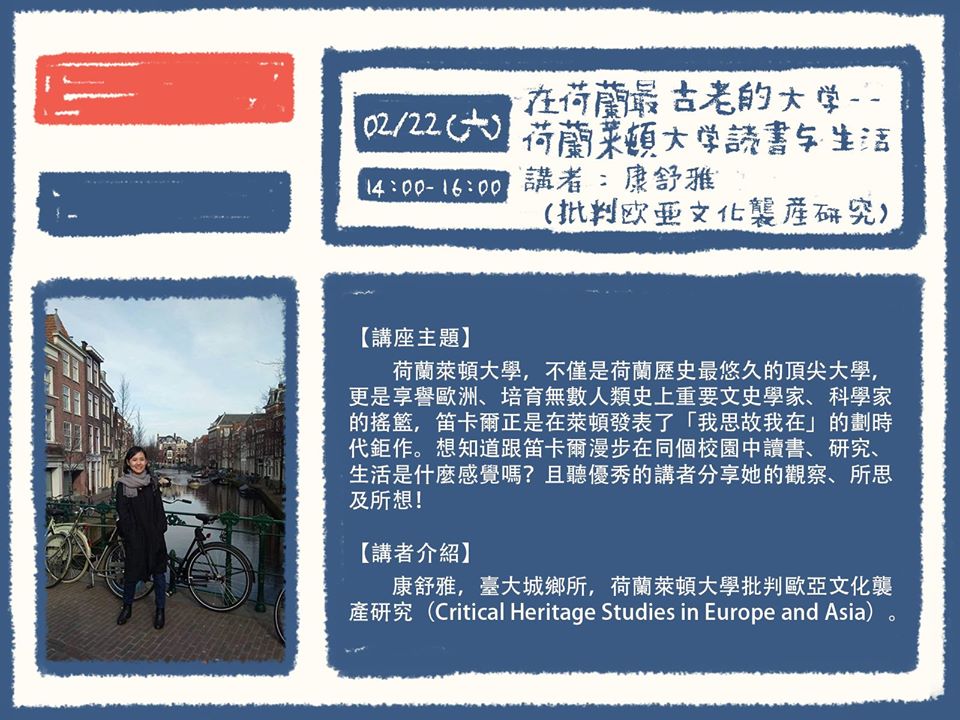 02/22(六)
14:00-16:00
在荷蘭最古老的大学--
荷蘭萊頓大学読書与生活
講者：康舒雅
(批判欧亜文化襲産研究)
【講座主題】
荷蘭萊頓大學，不僅是荷蘭歷史最悠久的頂尖大學，
更是享譽歐洲、培育無數人類史上重要文史學家、科學家
的搖籃，笛卡爾正是在萊頓發表了「我思故我在」的劃時
代鉅作。想知道跟笛卡爾漫步在同個校園中讀書、研究、
生活是什麼感覺嗎？且聽優秀的講者分享她的觀察、所思
及所想！
【講者介紹】
康舒雅，臺大城鄉所，荷蘭萊頓大學批判歐亞文化襲
產研究（Critical Heritage Studies in Europe and Asia）。